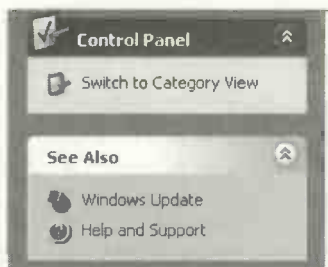 Control Panel
Switch to Category View
See Also
Windows Update
Help and Support